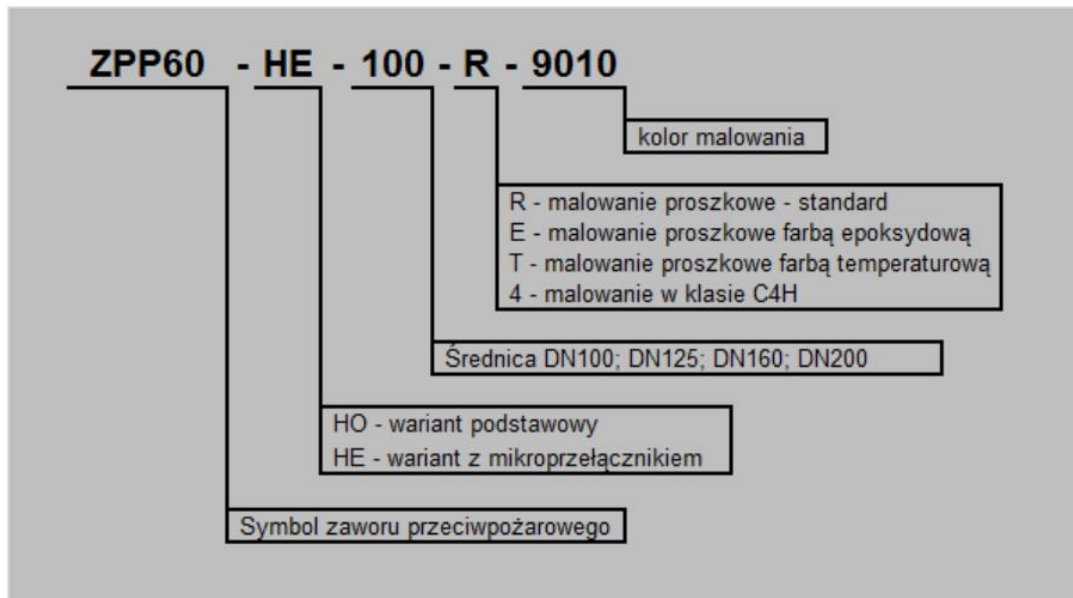 ZPP60 - HE - 100 - R - 9010
kolor malowania
R - malowanie proszkowe - standard
E - malowanie proszkowe farbą epoksydową
T - malowanie proszkowe farbą temperaturową
4 - malowanie w klasie C4H
Średnica DN100; DN125; DN160; DN200
HO - wariant podstawowy
HE - wariant z mikroprzełącznikiem
Symbol zaworu przeciwpożarowego